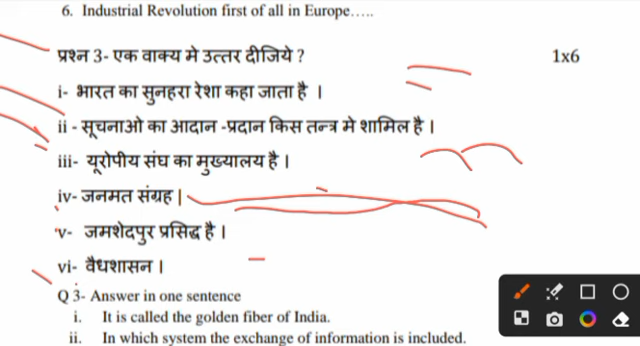 6. Industrial Revolution first of all in Europe…..
प्रश्न 3- एक वाक्य मे उत्तर दीजिये ? 1x6
i- भारत का सुनहरा रेशा कहा जाता है ।
ii - सूचनाओ का आदान -प्रदान किस तन्त्र मे शामिल है ।
iii- यूरोपीय संघ का मुख्यालय है ।
iv- जनमत संग्रह |
v- जमशेदपुर प्रसिद्ध है ।
vi- वैधशासन ।
Q 3- Answer in one sentence
i. It is called the golden fiber of India.
ii. In which system the exchange of information is included.